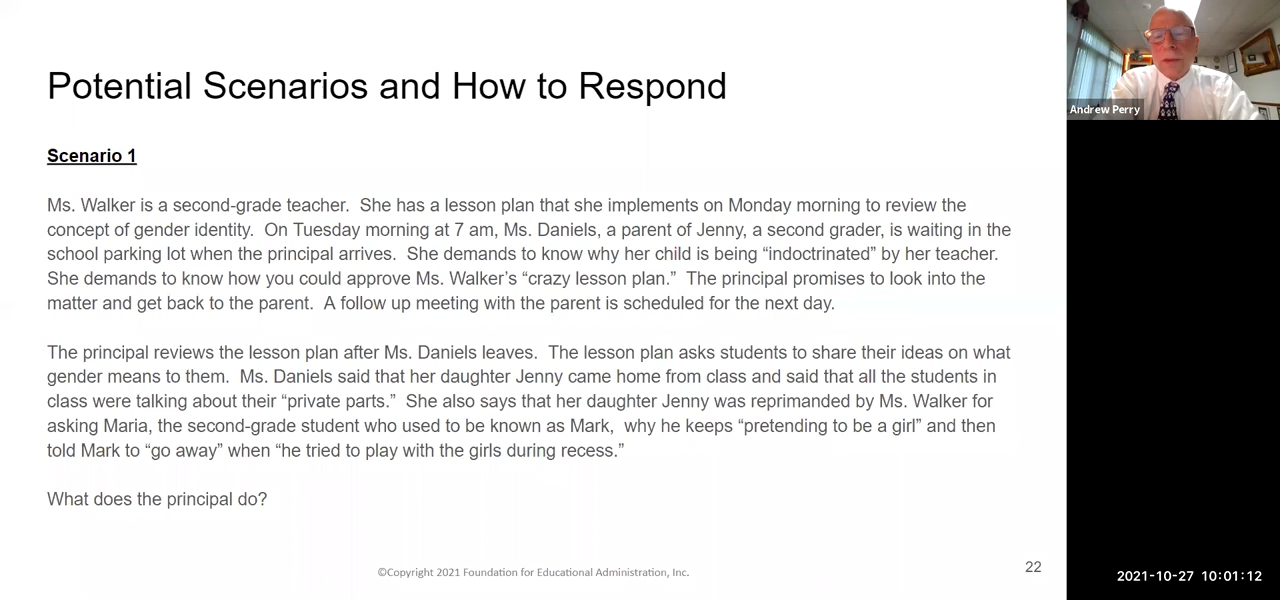 Potential Scenarios and How to Respond
Scenario 1
Ms. Walker is a second-grade teacher.  She has a lesson plan that she implements on Monday morning to review the
concept of gender identity.  On Tuesday morning at 7 am, Ms. Daniels, a parent of Jenny, a second grader, is waiting in the
school parking lot when the principal arrives.  She demands to know why her child is being “indoctrinated” by her teacher.
She demands to know how you could approve Ms. Walker’s “crazy lesson plan.”  The principal promises to look into the
matter and get back to the parent.  A follow up meeting with the parent is scheduled for the next day.
The principal reviews the lesson plan after Ms. Daniels leaves.  The lesson plan asks students to share their ideas on what
gender means to them.  Ms. Daniels said that her daughter Jenny came home from class and said that all the students in
class were talking about their “private parts.”  She also says that her daughter Jenny was reprimanded by Ms. Walker for
asking Maria, the second-grade student who used to be known as Mark,  why he keeps “pretending to be a girl” and then
told Mark to “go away” when “he tried to play with the girls during recess.”
What does the principal do?
©Copyright 2021 Foundation for Educational Administration, Inc.
22
Andrew Perry
2021-10-27 10:01:12